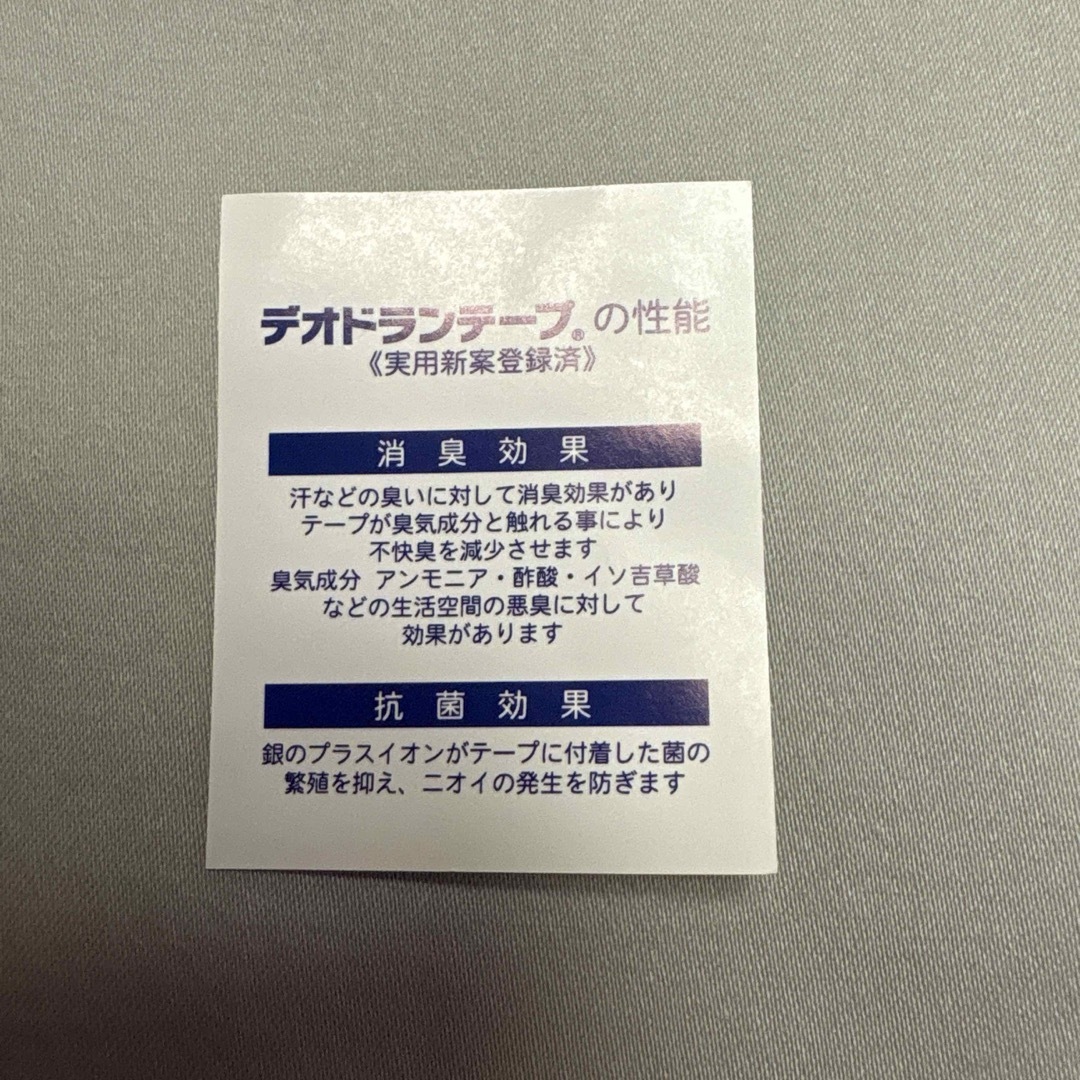 デオドランテープ®の性能
《実用新案登録済》
消臭効果
汗などの臭いに対して消臭効果があり
テープが臭気成分と触れる事により
不快臭を減少させます
臭気成分 アンモニア・酢酸・イソ吉草酸
などの生活空間の悪臭に対して
効果があります
抗菌効果
銀のプラスイオンがテープに付着した菌の
繁殖を抑え、ニオイの発生を防ぎます